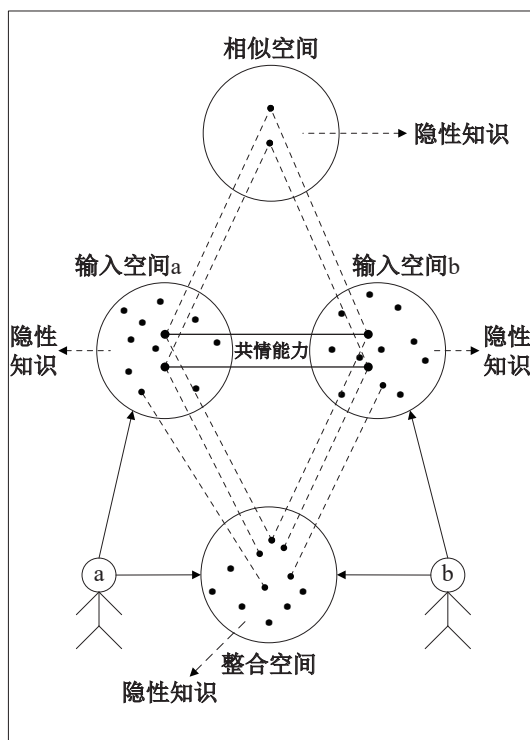 相似空间
隐性知识
输入空间a
输入空间b
隐性
知识
共情能力
隐性
知识
a
b
整合空间
隐性知识